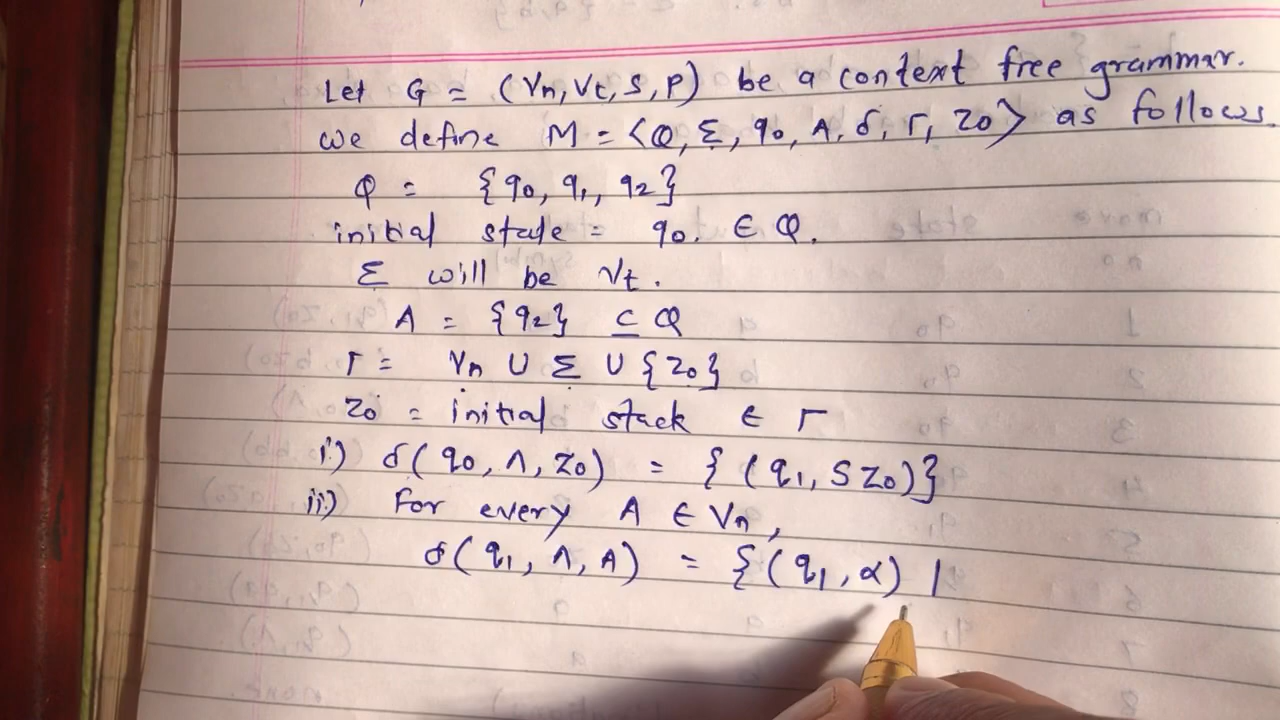 Let G = (Vn, Vt, S, P) be a context free grammar.
we define M = <Q, Σ, q0, A, δ, Γ, Z0> as follows.
Q = {q0, q1, q2}
initial state = q0. ∈ Q.
Σ will be Vt.
A = {q2} ⊆ Q
Γ = Vn ∪ Σ ∪ {Z0}
Z0 = initial stack ∈ Γ
i) δ(q0, Λ, Z0) = {(q1, SZ0)}
ii) For every A ∈ Vn,
δ(q1, Λ, A) = {(q1, α) |